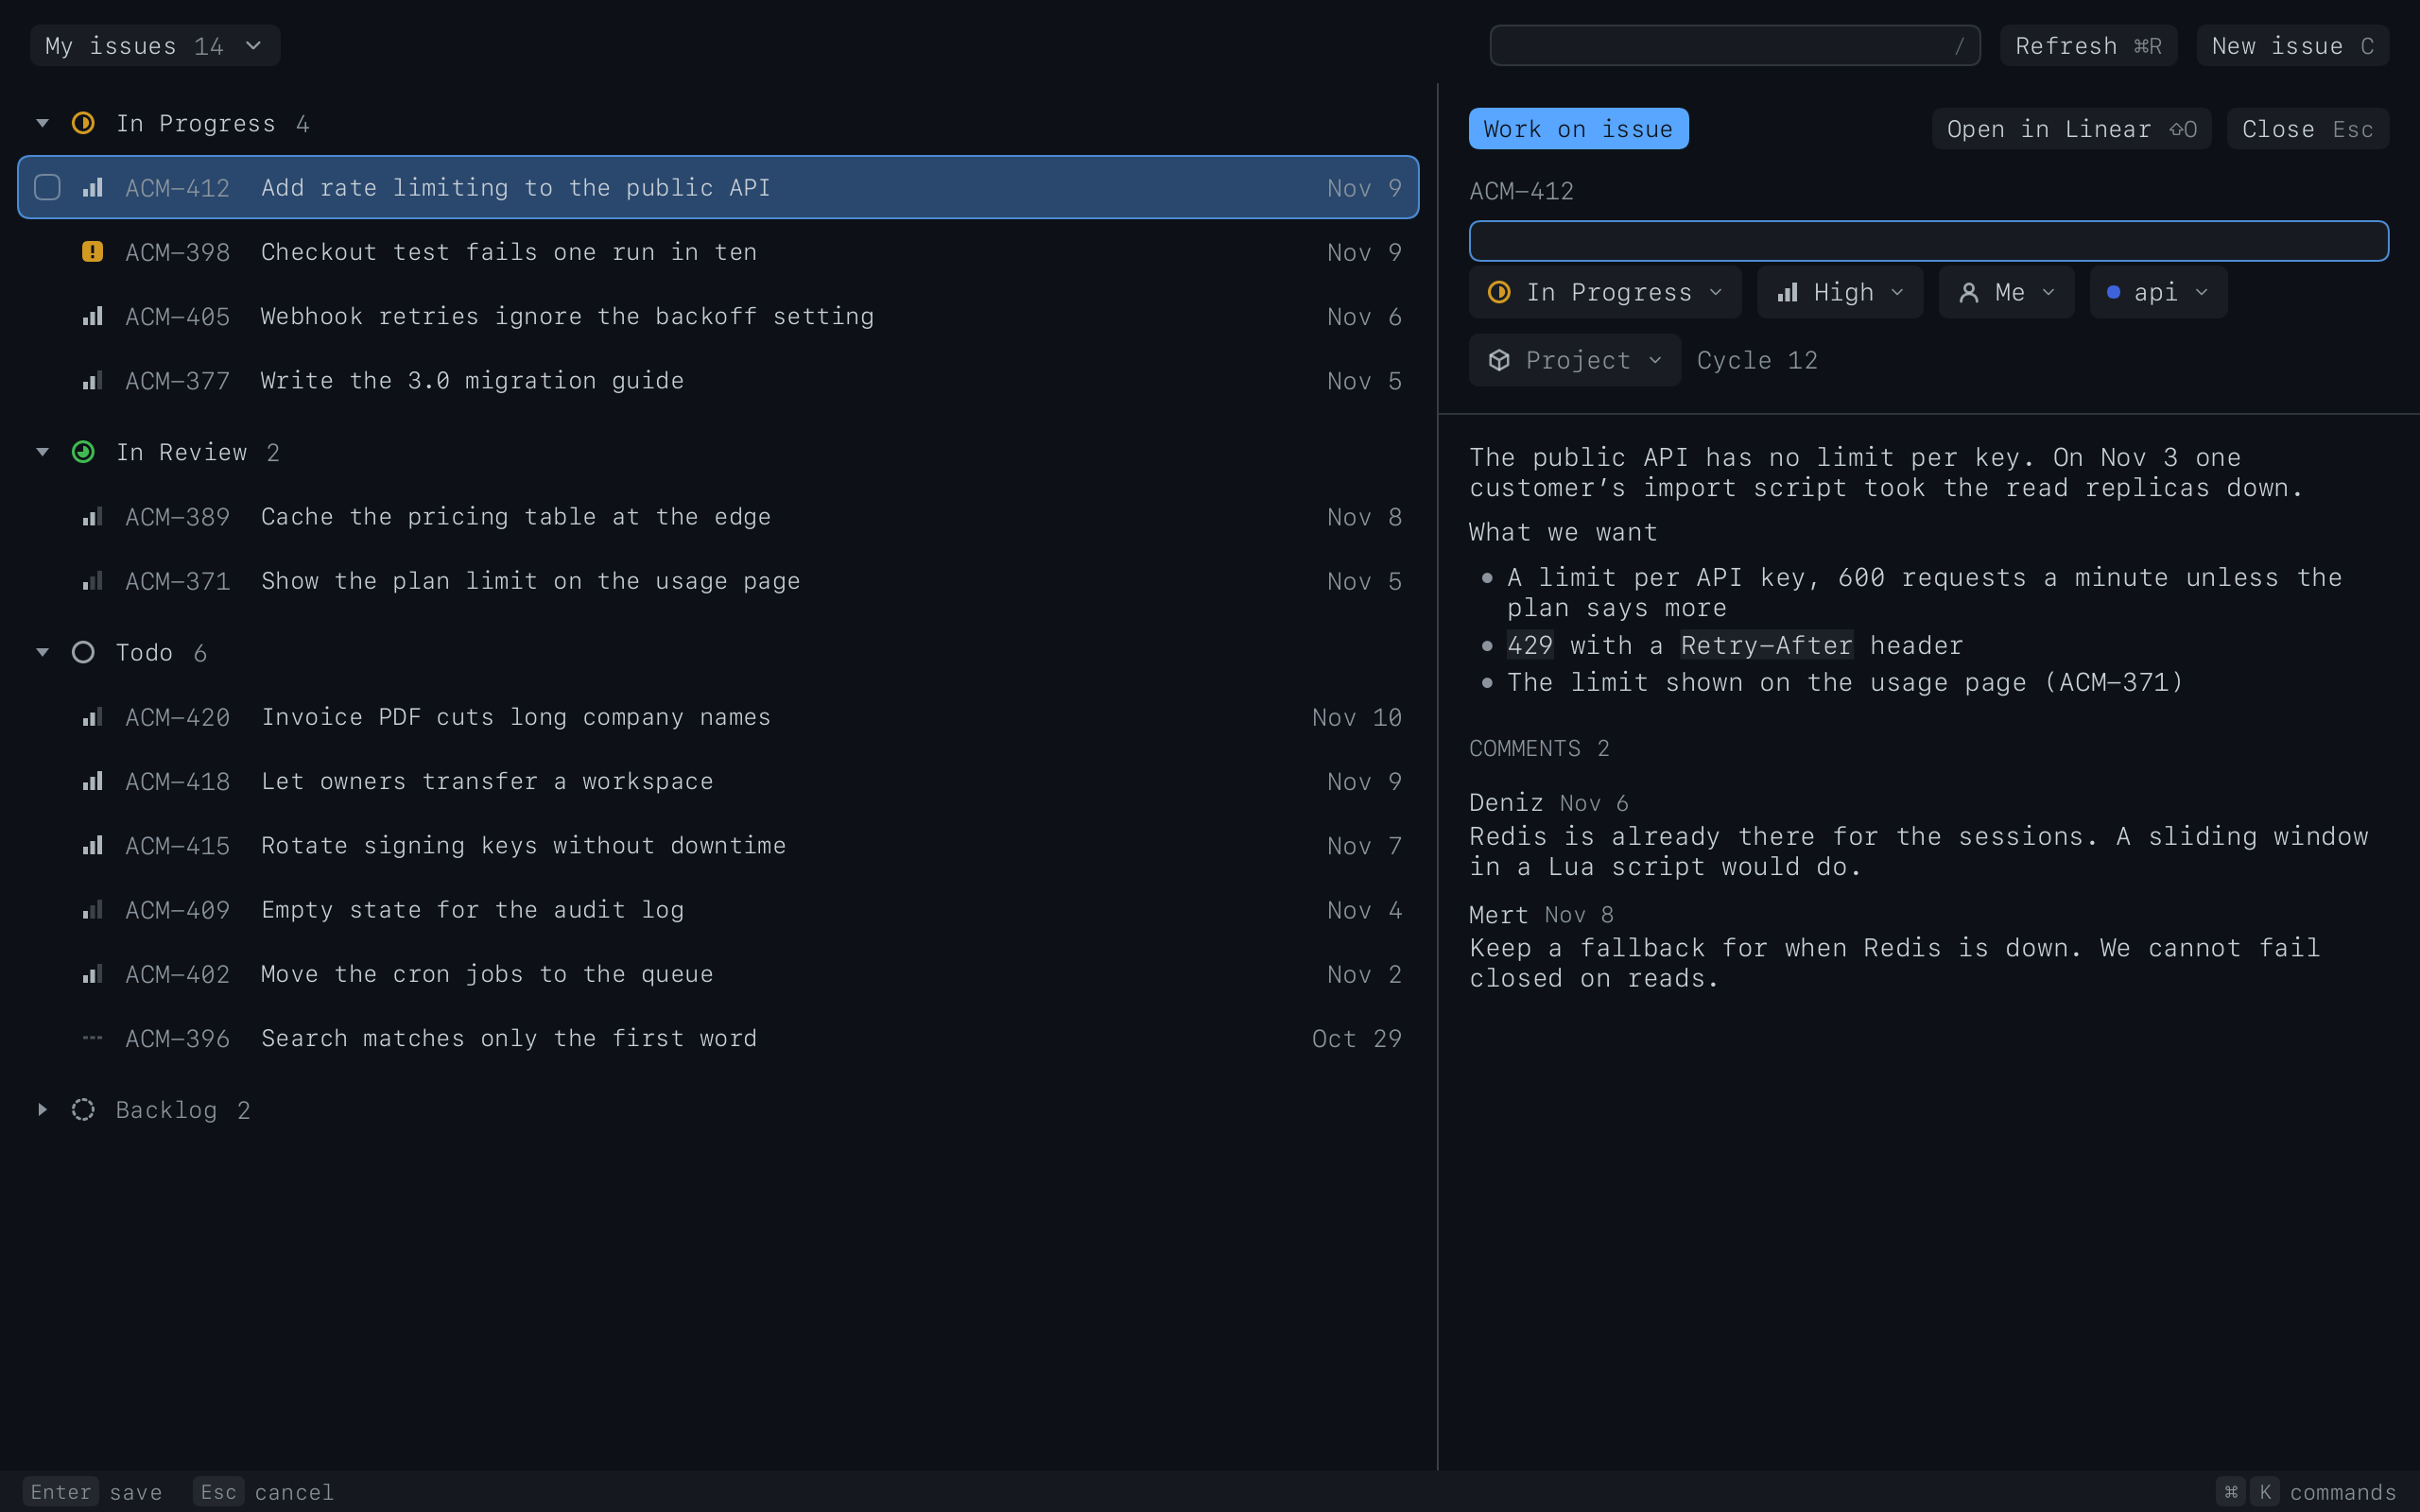 My issues 14
/
Refresh ⌘R
New issue C
In Progress 4
ACM-412 Add rate limiting to the public API Nov 9
ACM-398 Checkout test fails one run in ten Nov 9
ACM-405 Webhook retries ignore the backoff setting Nov 6
ACM-377 Write the 3.0 migration guide Nov 5
In Review 2
ACM-389 Cache the pricing table at the edge Nov 8
ACM-371 Show the plan limit on the usage page Nov 5
Todo 6
ACM-420 Invoice PDF cuts long company names Nov 10
ACM-418 Let owners transfer a workspace Nov 9
ACM-415 Rotate signing keys without downtime Nov 7
ACM-409 Empty state for the audit log Nov 4
ACM-402 Move the cron jobs to the queue Nov 2
ACM-396 Search matches only the first word Oct 29
Backlog 2
Work on issue
Open in Linear ⇧O
Close Esc
ACM-412
In Progress
High
Me
api
Project
Cycle 12
The public API has no limit per key. On Nov 3 one
customer’s import script took the read replicas down.
What we want
• A limit per API key, 600 requests a minute unless the
plan says more
• 429 with a Retry-After header
• The limit shown on the usage page (ACM-371)
COMMENTS 2
Deniz Nov 6
Redis is already there for the sessions. A sliding window
in a Lua script would do.
Mert Nov 8
Keep a fallback for when Redis is down. We cannot fail
closed on reads.
Enter save Esc cancel
⌘ K commands